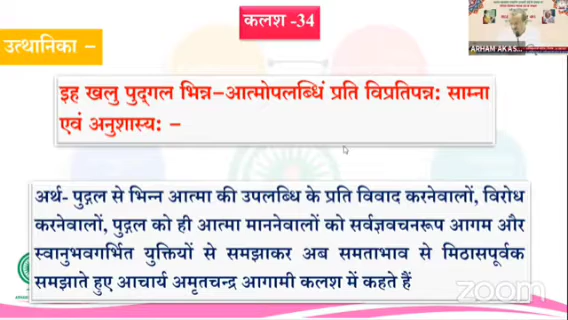 कलश -34
उत्थानिका –
इह खलु पुद्‌गल भिन्न–आत्मोपलब्धिं प्रति विप्रतिपन्न: साम्ना
एवं अनुशास्य: –
अर्थ- पुद्गल से भिन्न आत्मा की उपलब्धि के प्रति विवाद करनेवालों, विरोध
करनेवालों, पुद्गल को ही आत्मा माननेवालों को सर्वज्ञवचनरूप आगम और
स्वानुभवगर्भित युक्तियों से समझाकर अब समताभाव से मिठासपूर्वक
समझाते हुए आचार्य अमृतचन्द्र आगामी कलश में कहते हैं
ARHAM AKAS...
zoom